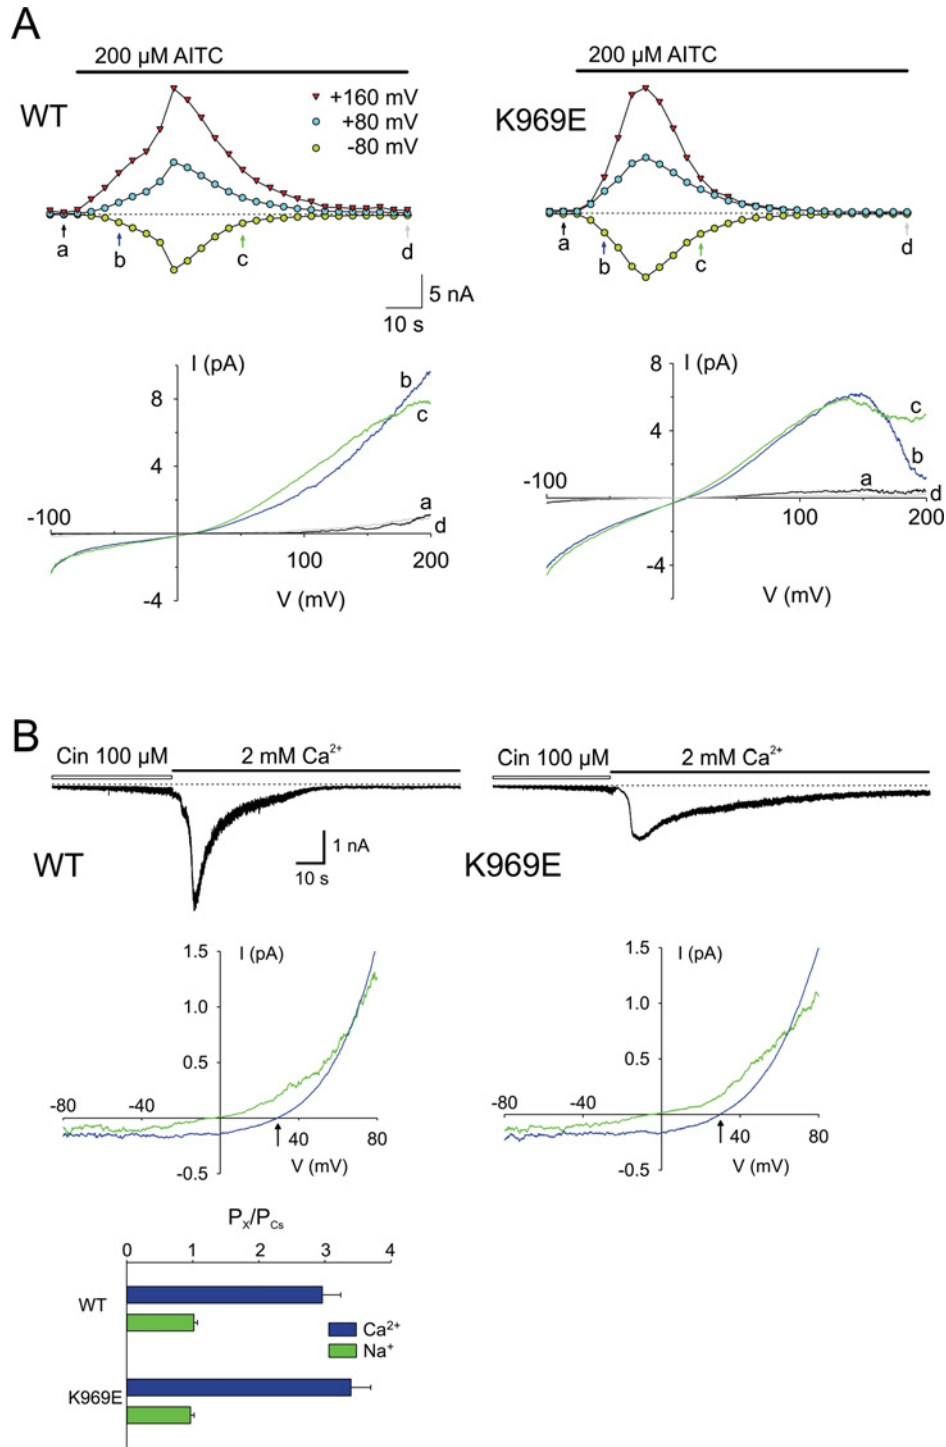 A
200 µM AITC
200 µM AITC
WT
+160 mV
+80 mV
-80 mV
K969E
a
b
c
d
a
b
c
d
5 nA
10 s
I (pA)
8
4
-100
100
200
-4
V (mV)
b
c
a
d
I (pA)
8
4
-100
100
200
-4
V (mV)
c
b
a
d
B
Cin 100 µM
2 mM Ca²⁺
Cin 100 µM
2 mM Ca²⁺
WT
1 nA
10 s
K969E
1.5
I (pA)
1.0
0.5
-80
-40
40
80
-0.5
V (mV)
1.5
I (pA)
1.0
0.5
-80
-40
40
80
-0.5
V (mV)
Pₓ/P_Cs
0 1 2 3 4
WT
Ca²⁺
Na⁺
K969E